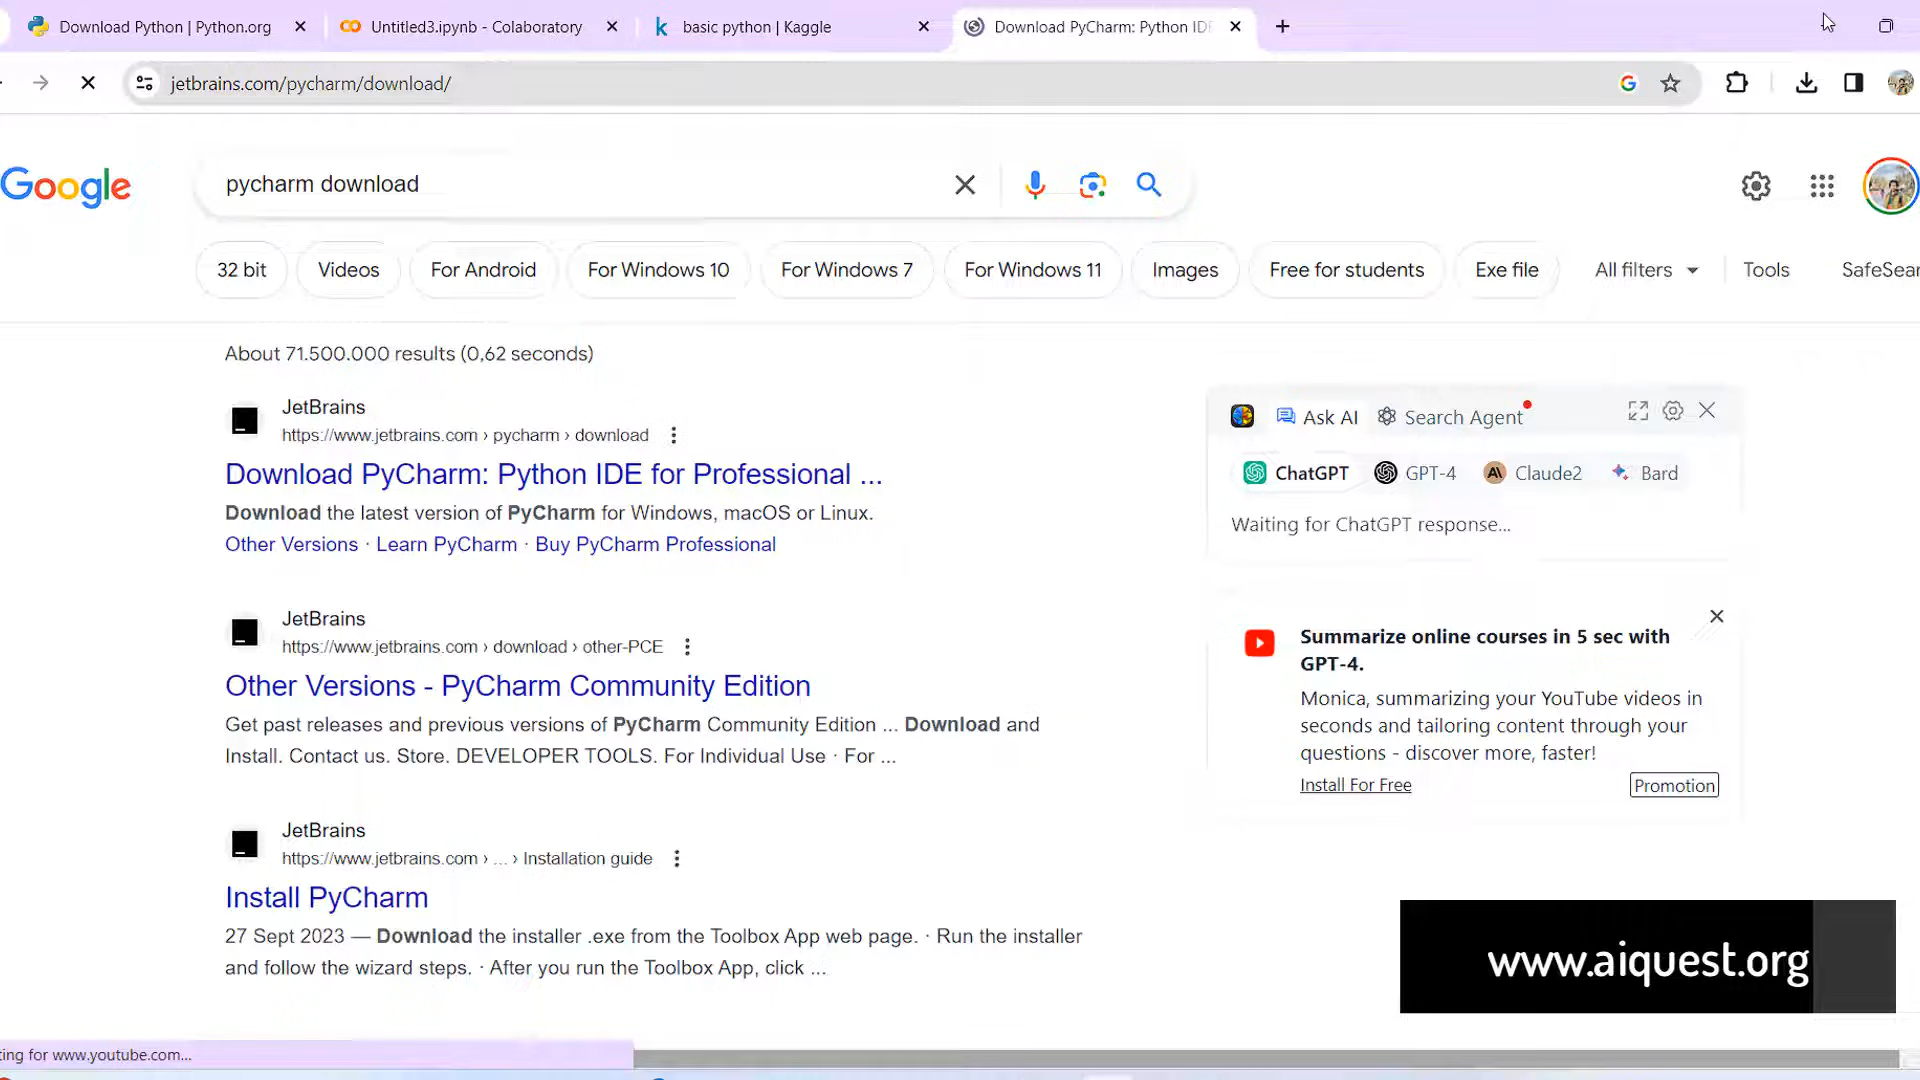 Download Python | Python.org
Untitled3.ipynb - Colaboratory
basic python | Kaggle
Download PyCharm: Python IDE
jetbrains.com/pycharm/download/
Google
pycharm download
32 bit
Videos
For Android
For Windows 10
For Windows 7
For Windows 11
Images
Free for students
Exe file
All filters
Tools
SafeSear
About 71.500.000 results (0,62 seconds)
JetBrains
https://www.jetbrains.com › pycharm › download
Download PyCharm: Python IDE for Professional ...
Download the latest version of PyCharm for Windows, macOS or Linux.
Other Versions · Learn PyCharm · Buy PyCharm Professional
JetBrains
https://www.jetbrains.com › download › other-PCE
Other Versions - PyCharm Community Edition
Get past releases and previous versions of PyCharm Community Edition ... Download and
Install. Contact us. Store. DEVELOPER TOOLS. For Individual Use · For ...
JetBrains
https://www.jetbrains.com › ... › Installation guide
Install PyCharm
27 Sept 2023 — Download the installer .exe from the Toolbox App web page. · Run the installer
and follow the wizard steps. · After you run the Toolbox App, click ...
Ask AI
Search Agent
ChatGPT
GPT-4
Claude2
Bard
Waiting for ChatGPT response...
Summarize online courses in 5 sec with
GPT-4.
Monica, summarizing your YouTube videos in
seconds and tailoring content through your
questions - discover more, faster!
Install For Free
Promotion
www.aiquest.org
ting for www.youtube.com...